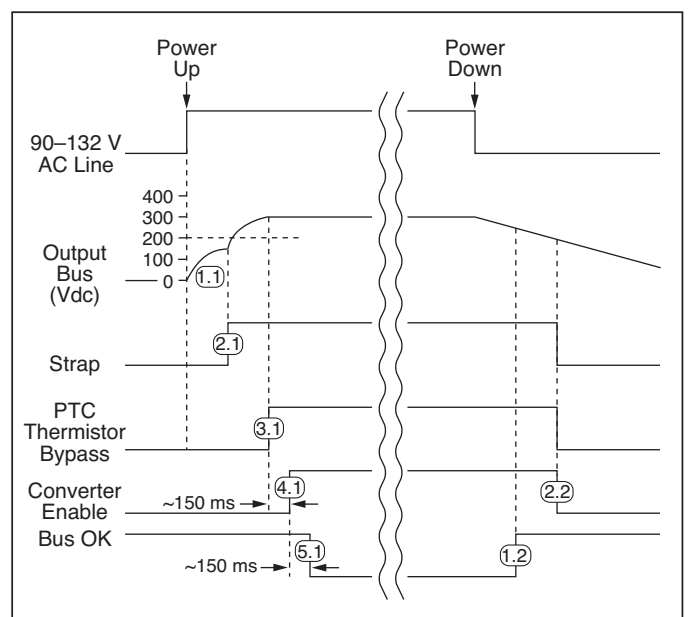 Power
Up
Power
Down
90–132 V
AC Line
400
300
200
100
0
Output
Bus
(Vdc)
1.1
2.1
Strap
PTC
Thermistor
Bypass
3.1
Converter
Enable
~150 ms
4.1
2.2
Bus OK
5.1
1.2
~150 ms